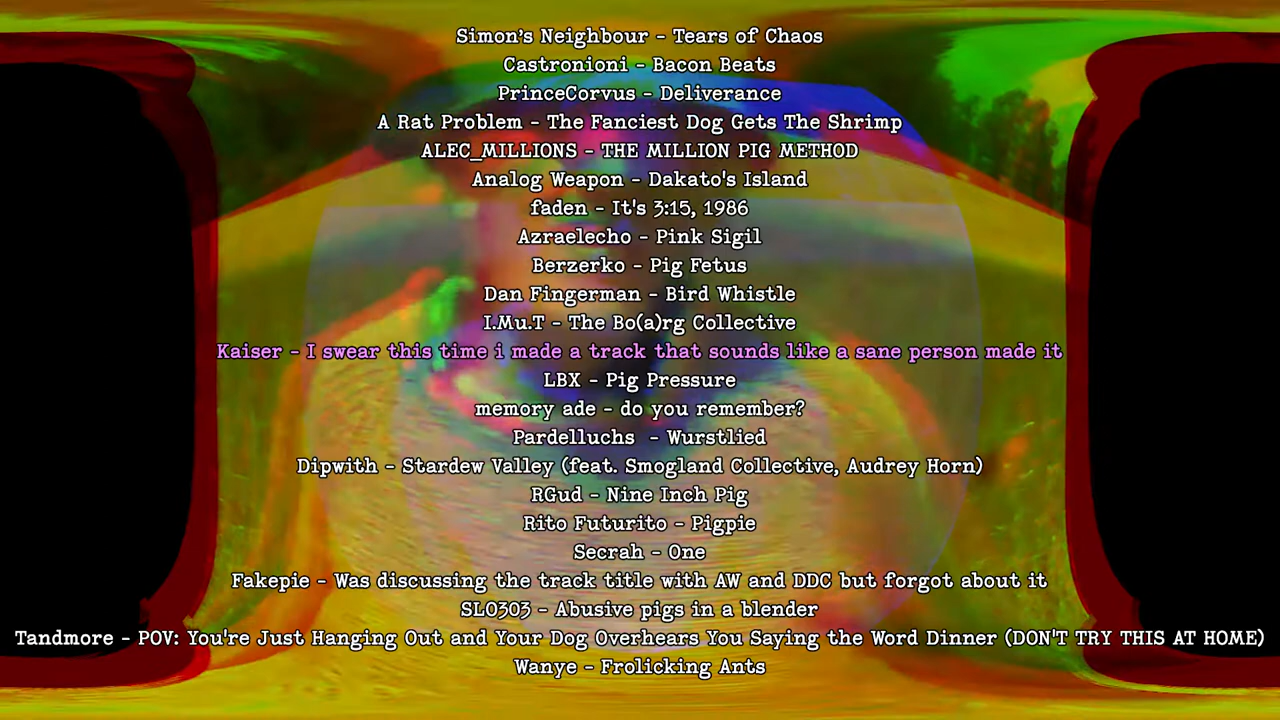 Simon's Neighbour - Tears of Chaos
Castronioni - Bacon Beats
PrinceCorvus - Deliverance
A Rat Problem - The Fanciest Dog Gets The Shrimp
ALEC_MILLIONS - THE MILLION PIG METHOD
Analog Weapon - Dakato's Island
faden - It's 3:15, 1986
Azraelecho - Pink Sigil
Berzerko - Pig Fetus
Dan Fingerman - Bird Whistle
I.Mu.T - The Bo(a)rg Collective
Kaiser - I swear this time i made a track that sounds like a sane person made it
LBX - Pig Pressure
memory ade - do you remember?
Pardelluchs  - Wurstlied
Dipwith - Stardew Valley (feat. Smogland Collective, Audrey Horn)
RGud - Nine Inch Pig
Rito Futurito - Pigpie
Secrah - One
Fakepie - Was discussing the track title with AW and DDC but forgot about it
SLO303 - Abusive pigs in a blender
Tandmore - POV: You're Just Hanging Out and Your Dog Overhears You Saying the Word Dinner (DON'T TRY THIS AT HOME)
Wanye - Frolicking Ants